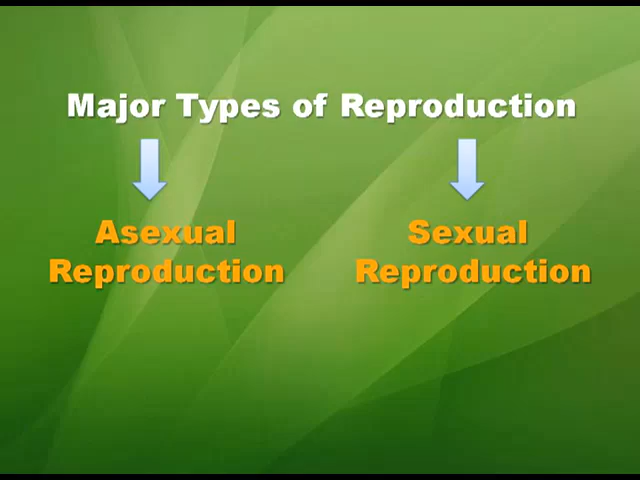 Major Types of Reproduction
Asexual
Reproduction
Sexual
Reproduction